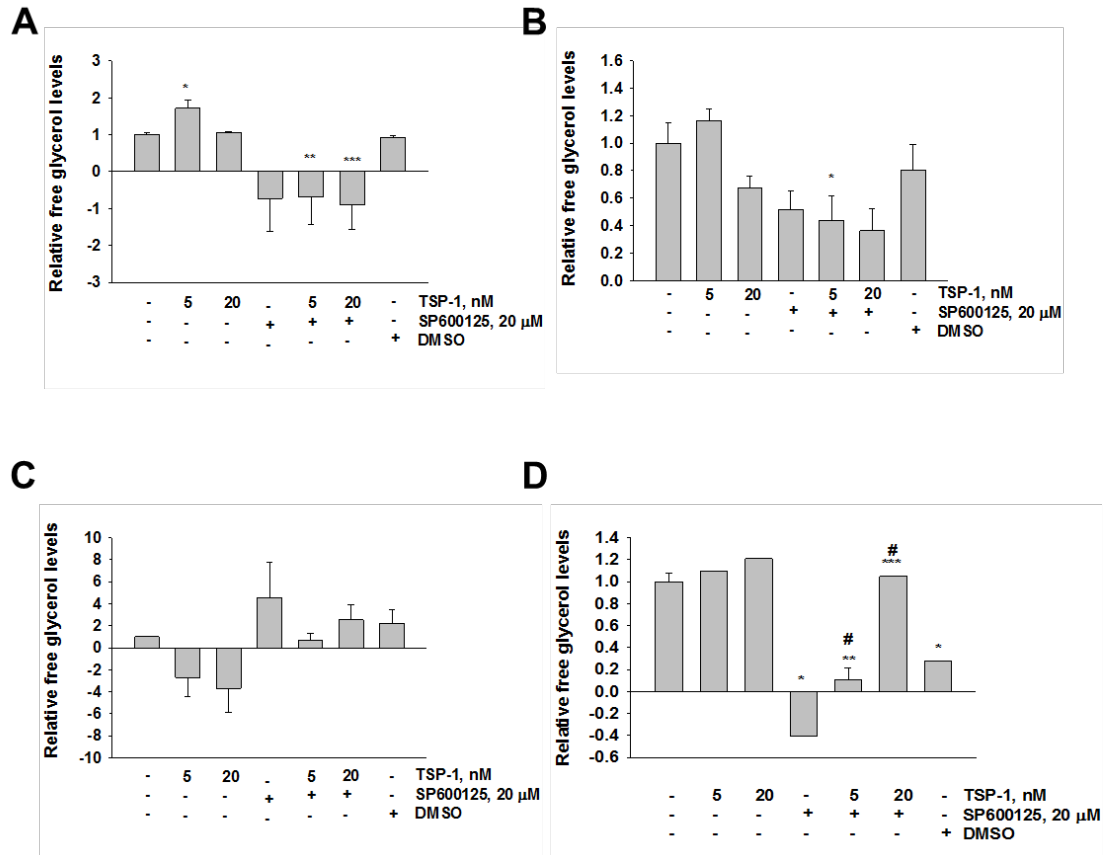 A
Relative free glycerol levels
3
2
1
0
-1
-2
-3
*
**
***
- 5 20 - 5 20 - TSP-1, nM
- - - + + + - SP600125, 20 µM
- - - - - - + DMSO
B
Relative free glycerol levels
1.6
1.4
1.2
1.0
0.8
0.6
0.4
0.2
0.0
*
- 5 20 - 5 20 - TSP-1, nM
- - - + + + - SP600125, 20 µM
- - - - - - + DMSO
C
Relative free glycerol levels
10
8
6
4
2
0
-2
-4
-6
-8
-10
- 5 20 - 5 20 - TSP-1, nM
- - - + + + - SP600125, 20 µM
- - - - - - + DMSO
D
Relative free glycerol levels
1.4
1.2
1.0
0.8
0.6
0.4
0.2
0.0
-0.2
-0.4
-0.6
*
#
**
#
***
*
- 5 20 - 5 20 - TSP-1, nM
- - - + + + - SP600125, 20 µM
- - - - - - + DMSO